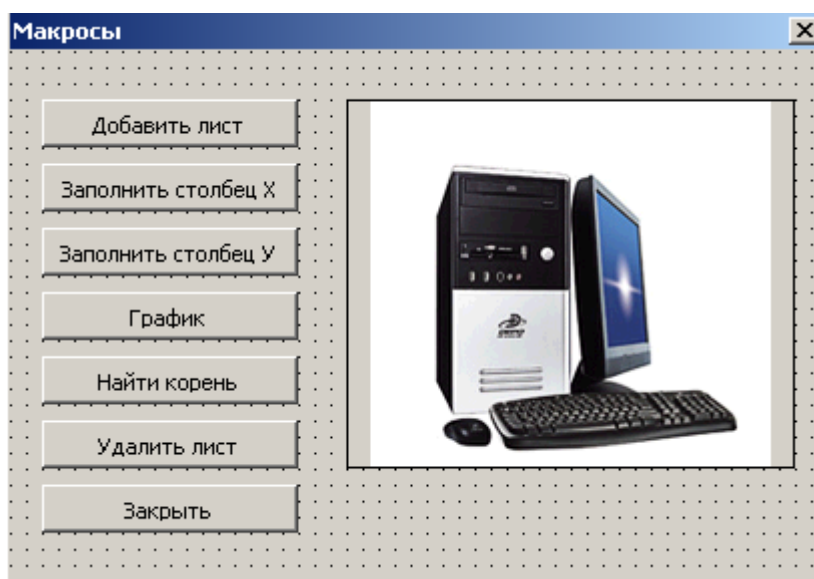 Макросы
Добавить лист
Заполнить столбец X
Заполнить столбец У
График
Найти корень
Удалить лист
Закрыть